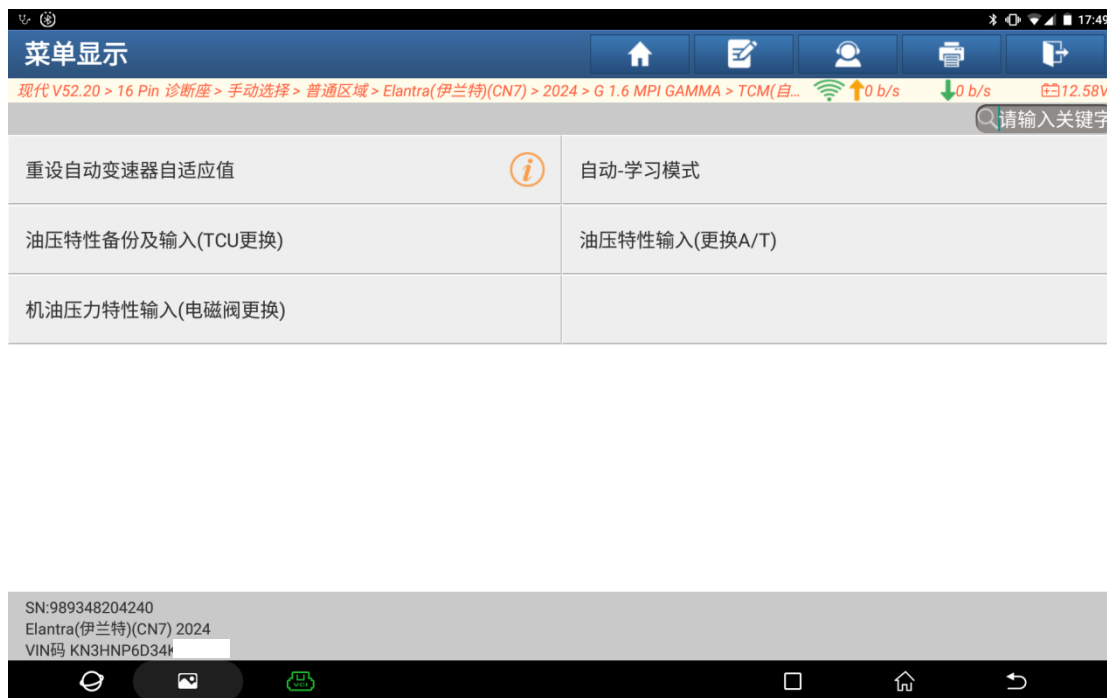 17:49
菜单显示
现代 V52.20 > 16 Pin 诊断座 > 手动选择 > 普通区域 > Elantra(伊兰特)(CN7) > 2024 > G 1.6 MPI GAMMA > TCM(自... 0 b/s 0 b/s 12.58V
请输入关键字
重设自动变速器自适应值 i 自动-学习模式
油压特性备份及输入(TCU更换) 油压特性输入(更换A/T)
机油压力特性输入(电磁阀更换)
SN:989348204240
Elantra(伊兰特)(CN7) 2024
VIN码 KN3HNP6D34K
VCI